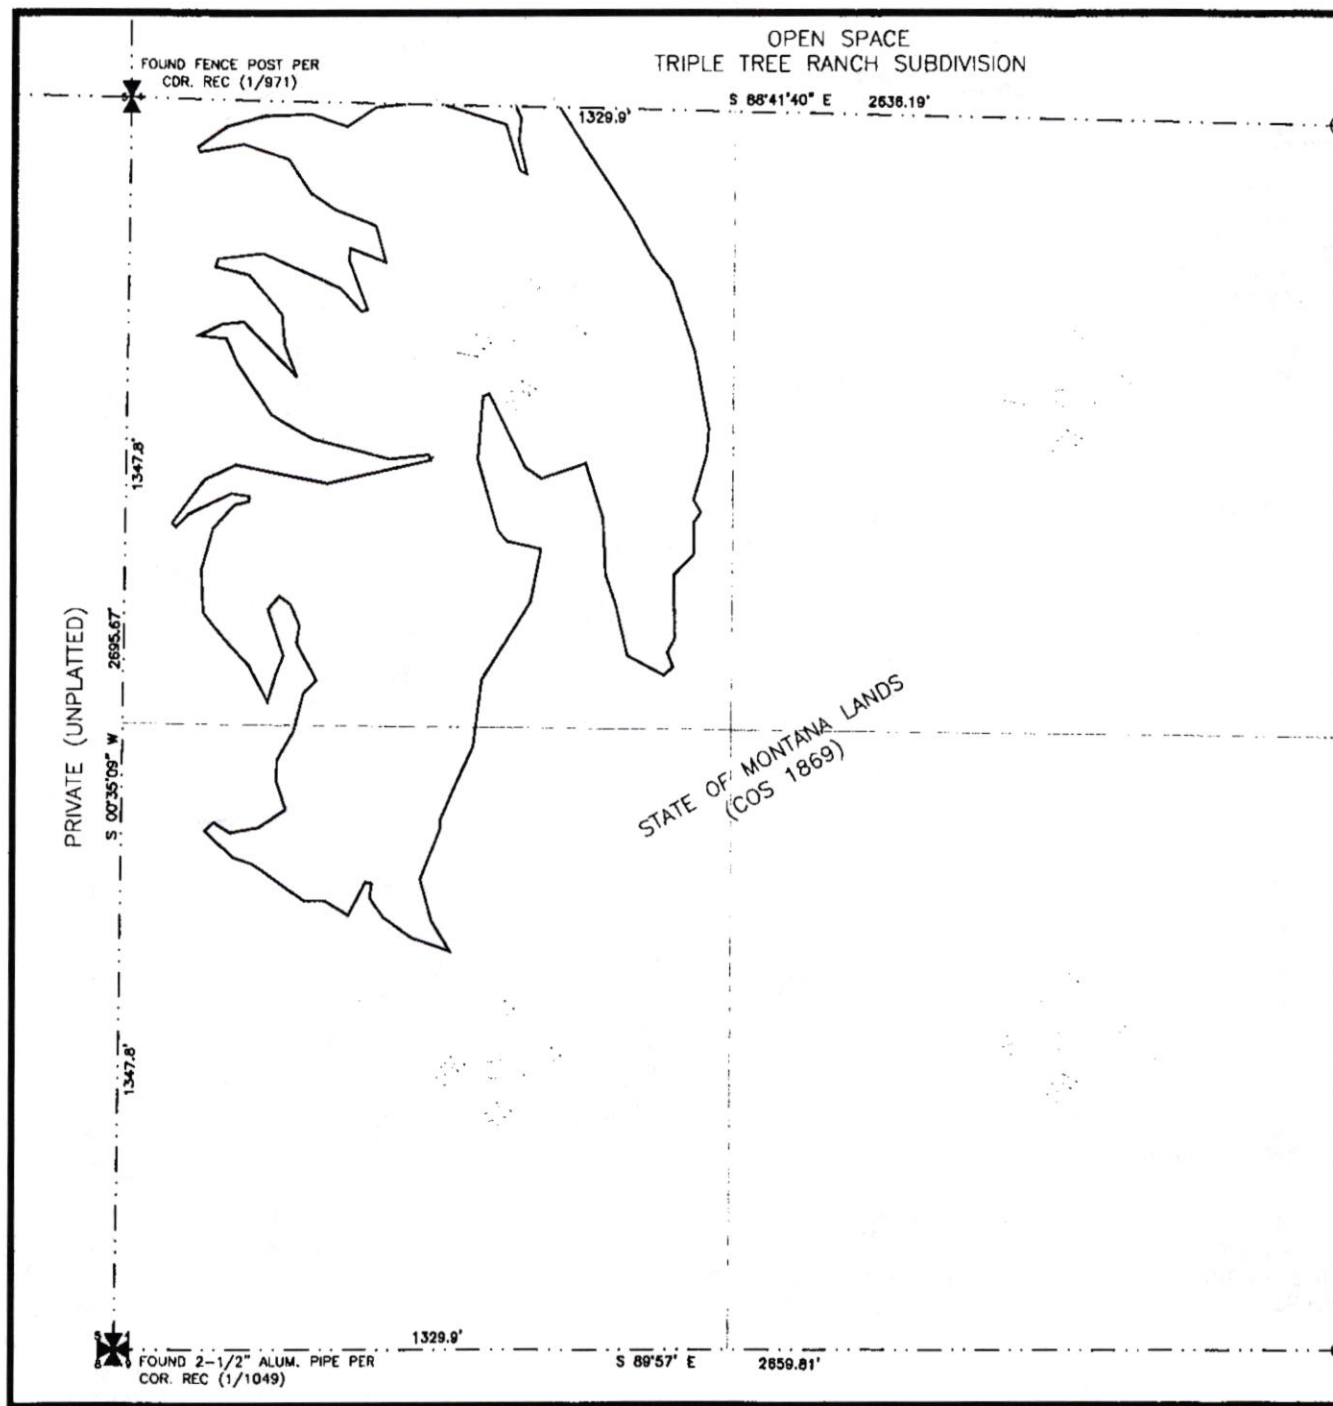 OPEN SPACE
TRIPLE TREE RANCH SUBDIVISION
FOUND FENCE POST PER
COR. REC (1/971)
S 88°41'40" E 2636.19'
1329.9'
1347.8'
PRIVATE (UNPLATTED)
S 00°35'09" W 2695.67'
STATE OF MONTANA LANDS
(COS 1869)
1347.8'
1329.9'
S 89°57' E 2659.81'
FOUND 2-1/2" ALUM. PIPE PER
COR. REC (1/1049)